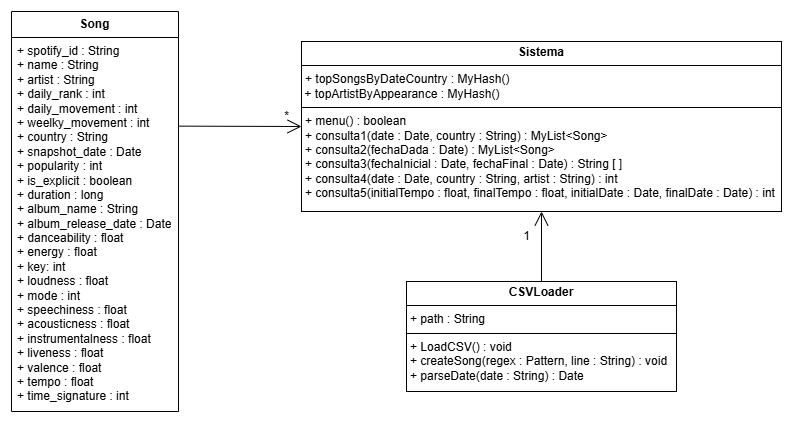 Song
+ spotify_id : String
+ name : String
+ artist : String
+ daily_rank : int
+ daily_movement : int
+ weelky_movement : int
+ country : String
+ snapshot_date : Date
+ popularity : int
+ is_explicit : boolean
+ duration : long
+ album_name : String
+ album_release_date : Date
+ danceability : float
+ energy : float
+ key: int
+ loudness : float
+ mode : int
+ speechiness : float
+ acousticness : float
+ instrumentalness : float
+ liveness : float
+ valence : float
+ tempo : float
+ time_signature : int
*
Sistema
+ topSongsByDateCountry : MyHash()
+ topArtistByAppearance : MyHash()
+ menu() : boolean
+ consulta1(date : Date, country : String) : MyList<Song>
+ consulta2(fechaDada : Date) : MyList<Song>
+ consulta3(fechaInicial : Date, fechaFinal : Date) : String [ ]
+ consulta4(date : Date, country : String, artist : String) : int
+ consulta5(initialTempo : float, finalTempo : float, initialDate : Date, finalDate : Date) : int
1
CSVLoader
+ path : String
+ LoadCSV() : void
+ createSong(regex : Pattern, line : String) : void
+ parseDate(date : String) : Date